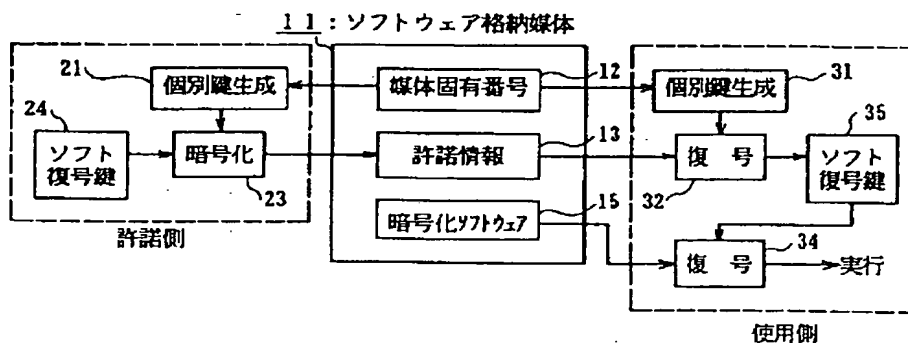 11：ソフトウェア格納媒体
21
個別鍵生成
24
ソフト
復号鍵
暗号化
23
許諾側
媒体固有番号
12
許諾情報
13
暗号化ソフトウェア
15
個別鍵生成
31
復号
32
35
ソフト
復号鍵
復号
34
実行
使用側